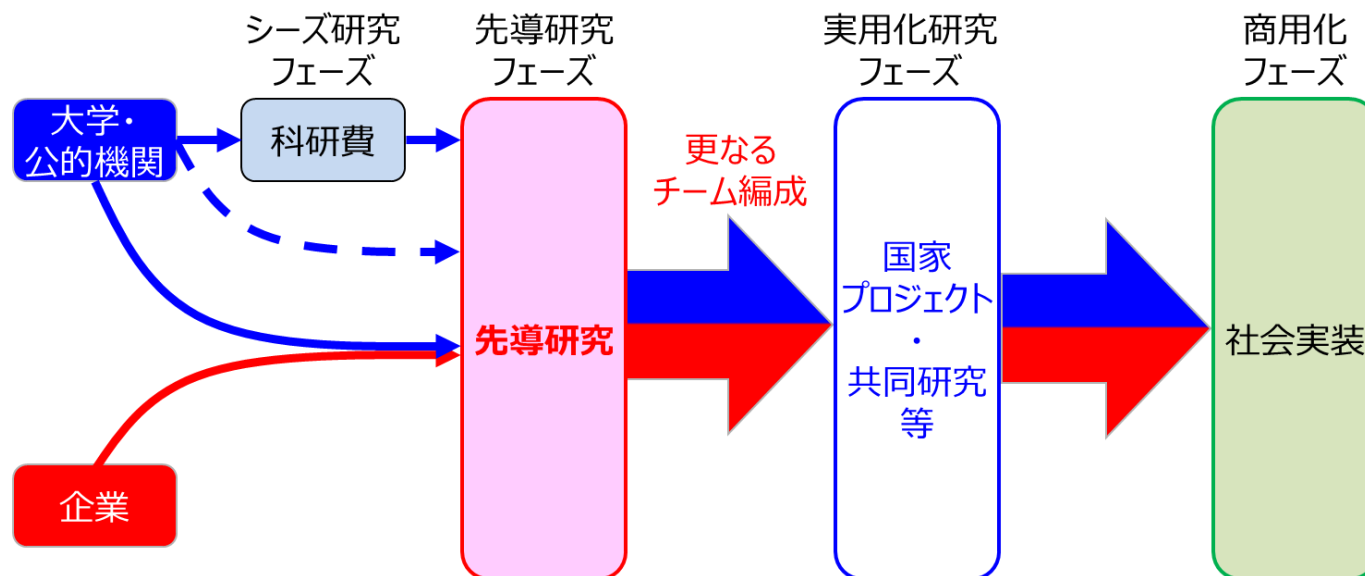 シーズ研究
フェーズ
先導研究
フェーズ
実用化研究
フェーズ
商用化
フェーズ
大学・
公的機関
科研費
更なる
チーム編成
先導研究
国家
プロジェクト
・
共同研究
等
社会実装
企業